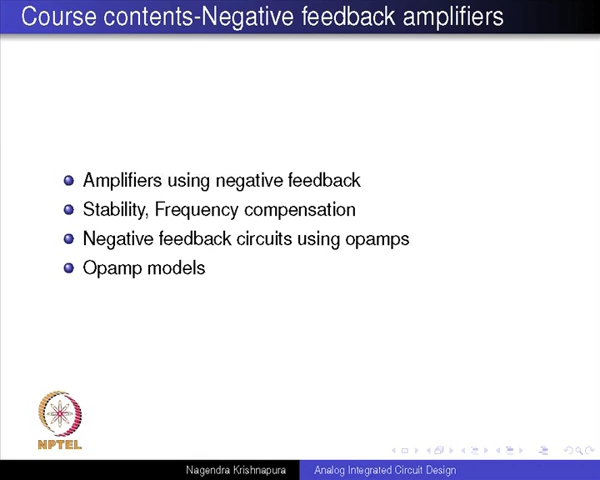 Course contents-Negative feedback amplifiers
Amplifiers using negative feedback
Stability, Frequency compensation
Negative feedback circuits using opamps
Opamp models
NPTEL
Nagendra Krishnapura Analog Integrated Circuit Design